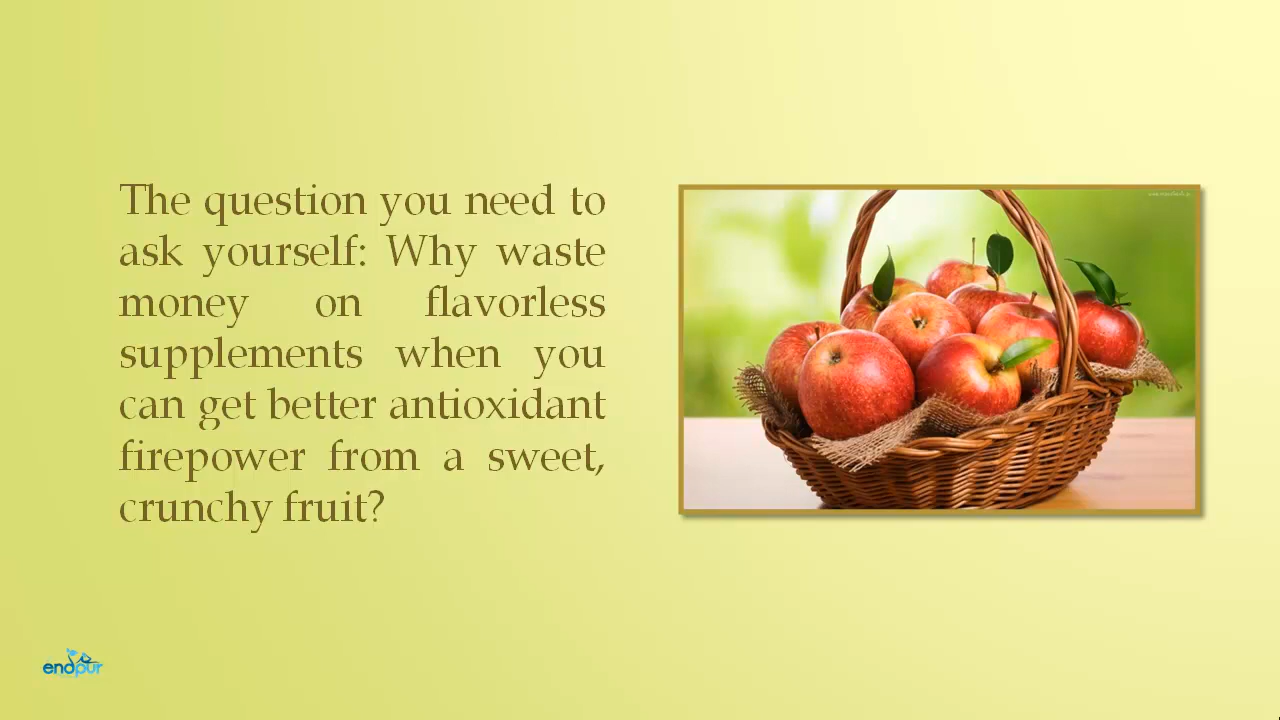 The question you need to
ask yourself: Why waste
money on flavorless
supplements when you
can get better antioxidant
firepower from a sweet,
crunchy fruit?
endpur